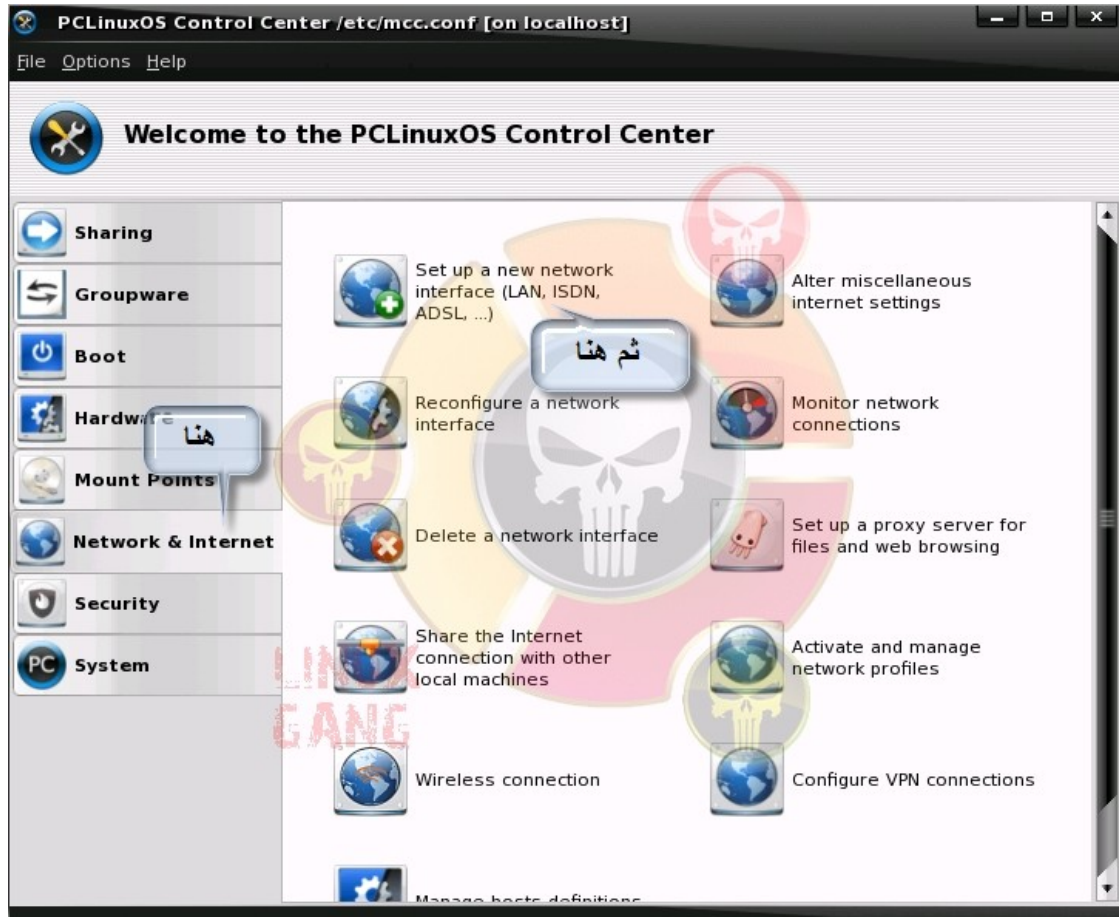 PCLinuxOS Control Center /etc/mcc.conf [on localhost]
File Options Help
Welcome to the PCLinuxOS Control Center
Sharing
Groupware
Boot
Hardware
هنا
Mount Points
Network & Internet
Security
PC System
Set up a new network
interface (LAN, ISDN,
ADSL, ...)
ثم هنا
Alter miscellaneous
internet settings
Reconfigure a network
interface
Monitor network
connections
Delete a network interface
Set up a proxy server for
files and web browsing
Share the Internet
connection with other
local machines
Activate and manage
network profiles
LINUX
GANG
Wireless connection
Configure VPN connections
Manage hosts definitions